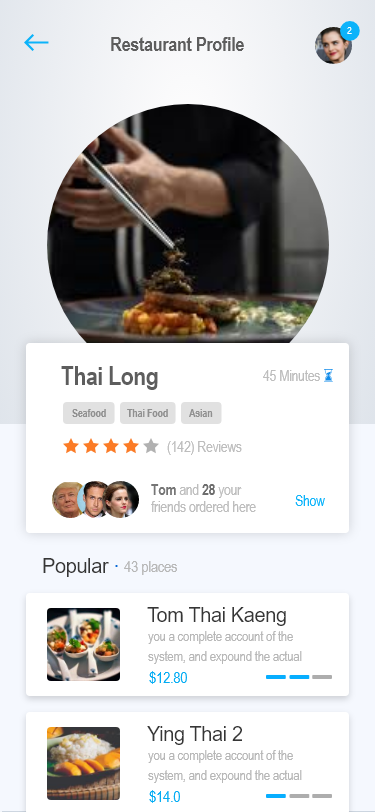 Restaurant Profile
2
Thai Long
45 Minutes
Seafood
Thai Food
Asian
(142) Reviews
Tom and 28 your
friends ordered here
Show
Popular · 43 places
Tom Thai Kaeng
you a complete account of the
system, and expound the actual
$12.80
Ying Thai 2
you a complete account of the
system, and expound the actual
$14.0